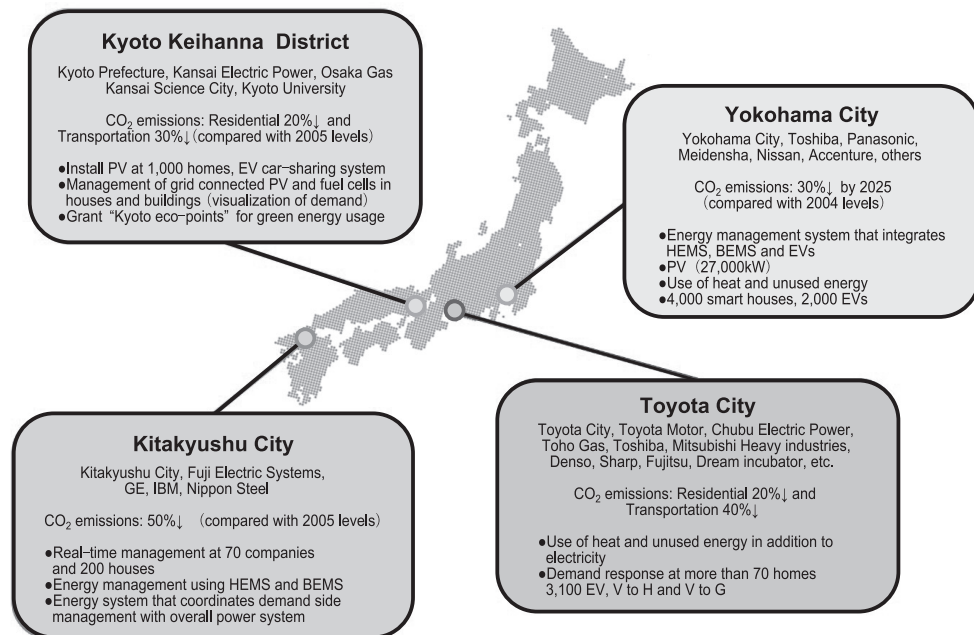 Kyoto Keihanna District
Kyoto Prefecture, Kansai Electric Power, Osaka Gas
Kansai Science City, Kyoto University
CO₂ emissions: Residential 20%↓ and
Transportation 30%↓ (compared with 2005 levels)
●Install PV at 1,000 homes, EV car-sharing system
●Management of grid connected PV and fuel cells in
houses and buildings (visualization of demand)
●Grant "Kyoto eco-points" for green energy usage
Yokohama City
Yokohama City, Toshiba, Panasonic,
Meidensha, Nissan, Accenture, others
CO₂ emissions: 30%↓ by 2025
(compared with 2004 levels)
●Energy management system that integrates
HEMS, BEMS and EVs
●PV (27,000kW)
●Use of heat and unused energy
●4,000 smart houses, 2,000 EVs
Kitakyushu City
Kitakyushu City, Fuji Electric Systems,
GE, IBM, Nippon Steel
CO₂ emissions: 50%↓ (compared with 2005 levels)
●Real-time management at 70 companies
and 200 houses
●Energy management using HEMS and BEMS
●Energy system that coordinates demand side
management with overall power system
Toyota City
Toyota City, Toyota Motor, Chubu Electric Power,
Toho Gas, Toshiba, Mitsubishi Heavy industries,
Denso, Sharp, Fujitsu, Dream incubator, etc.
CO₂ emissions: Residential 20%↓ and
Transportation 40%↓
●Use of heat and unused energy in addition to
electricity
●Demand response at more than 70 homes
3,100 EV, V to H and V to G